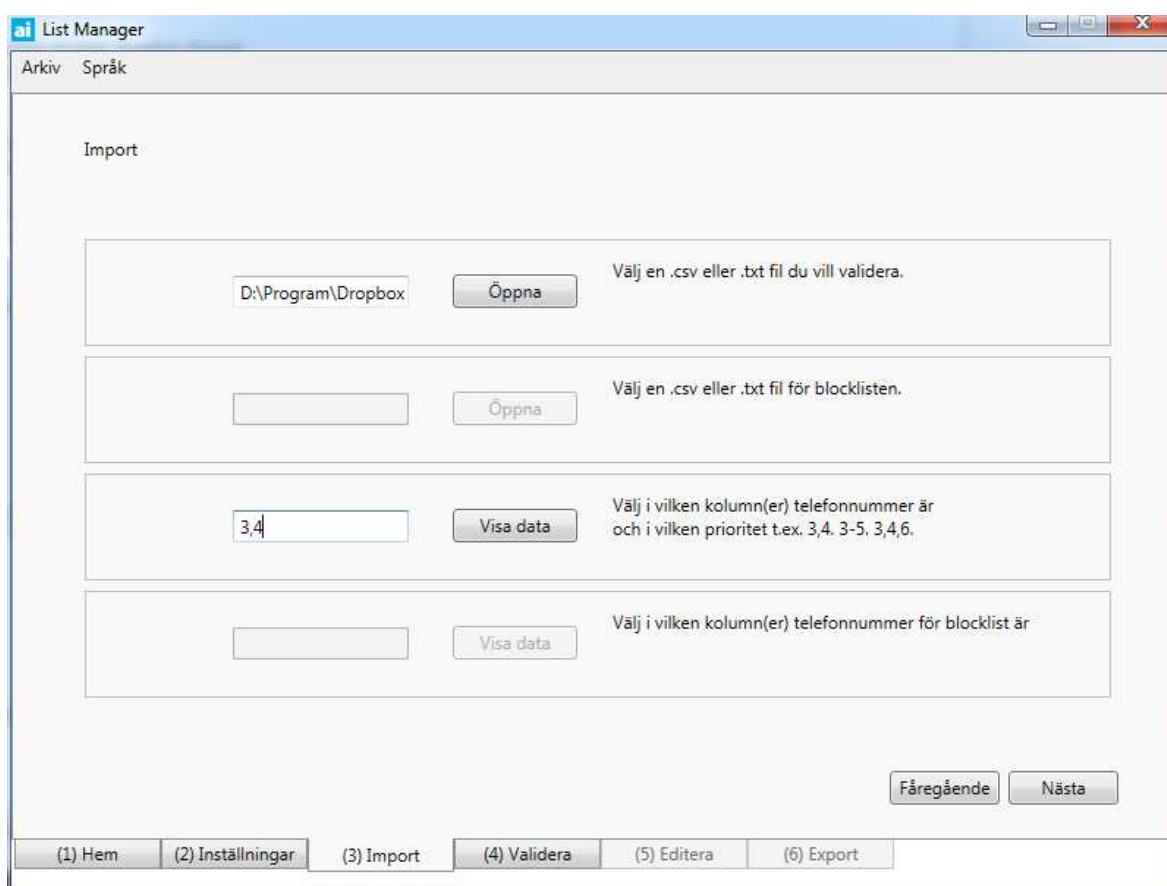 ai List Manager
Arkiv Språk
Import
D:\Program\Dropbox
Öppna
Välj en .csv eller .txt fil du vill validera.
Öppna
Välj en .csv eller .txt fil för blocklisten.
3,4
Visa data
Välj i vilken kolumn(er) telefonnummer är
och i vilken prioritet t.ex. 3,4. 3-5. 3,4,6.
Visa data
Välj i vilken kolumn(er) telefonnummer för blocklist är
Fåregående Nästa
(1) Hem (2) Inställningar (3) Import (4) Validera (5) Editera (6) Export